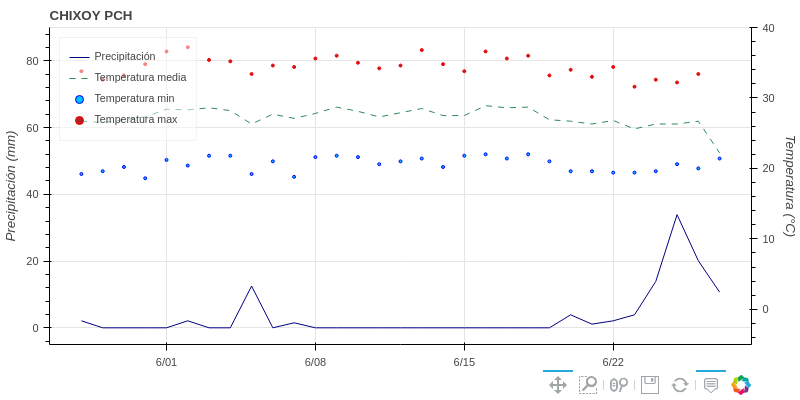 CHIXOY PCH
Precipitación
Temperatura media
Temperatura min
Temperatura max
Precipitación (mm)
80
60
40
20
0
Temperatura (°C)
40
30
20
10
0
6/01
6/08
6/15
6/22